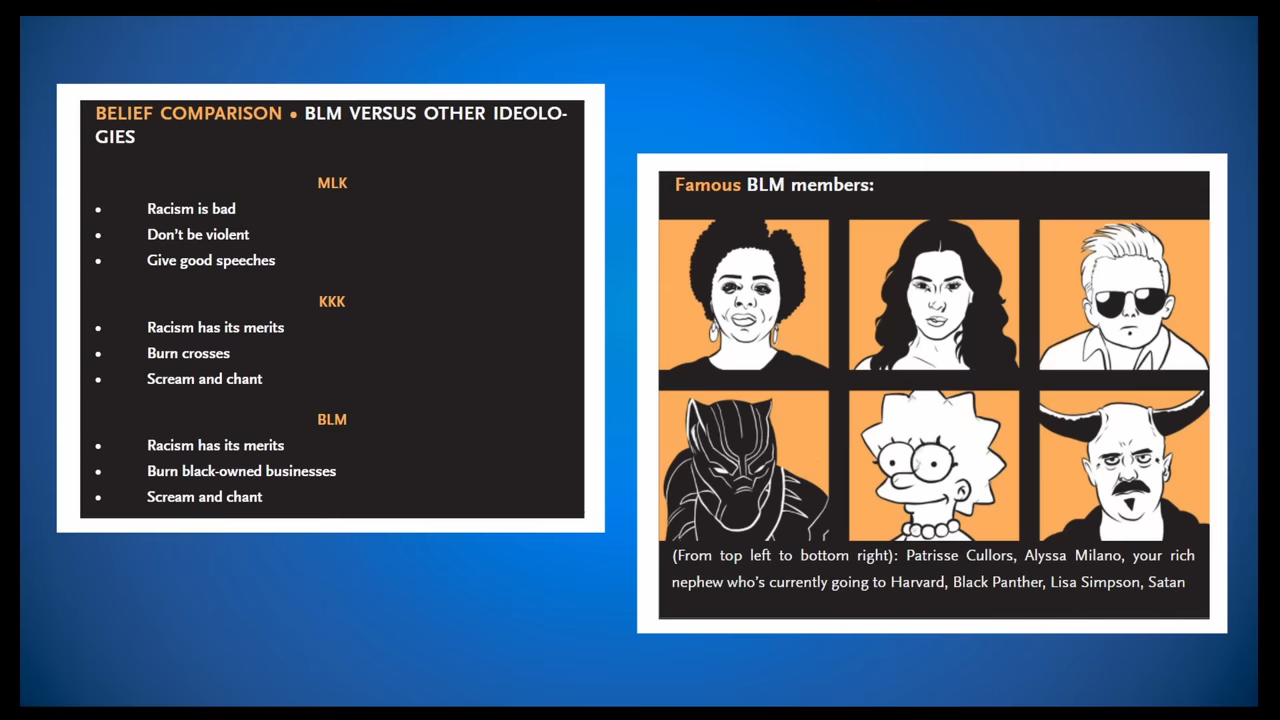 BELIEF COMPARISON • BLM VERSUS OTHER IDEOLO-
GIES
MLK
• Racism is bad
• Don't be violent
• Give good speeches
KKK
• Racism has its merits
• Burn crosses
• Scream and chant
BLM
• Racism has its merits
• Burn black-owned businesses
• Scream and chant
Famous BLM members:
(From top left to bottom right): Patrisse Cullors, Alyssa Milano, your rich
nephew who's currently going to Harvard, Black Panther, Lisa Simpson, Satan